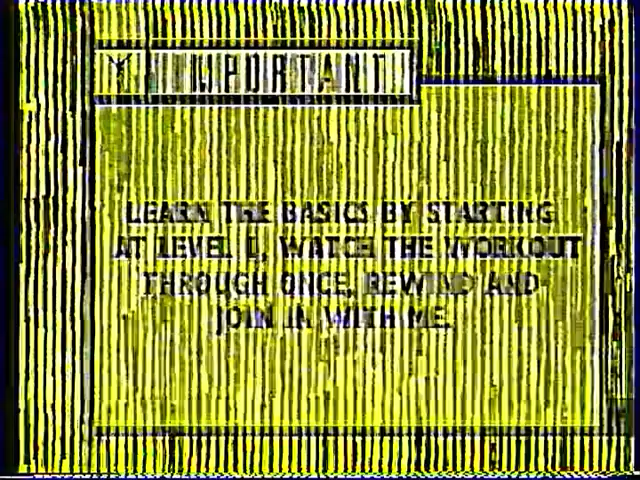 IMPORTANT
LEARN THE BASICS BY STARTING
AT LEVEL 1, WATCH THE WORKOUT
THROUGH ONCE, REWIND AND
JOIN IN WITH ME.